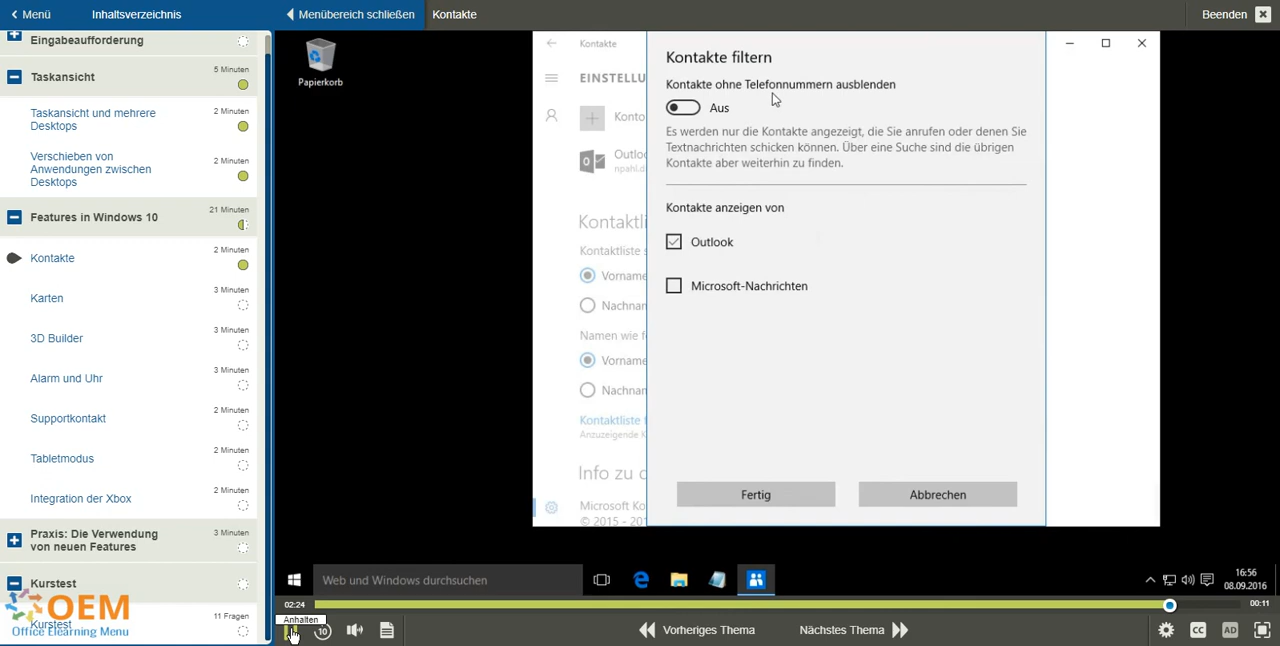 Menü
Inhaltsverzeichnis
Menübereich schließen
Kontakte
Beenden
Eingabeaufforderung
Taskansicht
5 Minuten
Taskansicht und mehrere
Desktops
2 Minuten
Verschieben von
Anwendungen zwischen
Desktops
2 Minuten
Features in Windows 10
21 Minuten
Kontakte
2 Minuten
Karten
3 Minuten
3D Builder
3 Minuten
Alarm und Uhr
3 Minuten
Supportkontakt
2 Minuten
Tabletmodus
2 Minuten
Integration der Xbox
2 Minuten
Praxis: Die Verwendung
von neuen Features
3 Minuten
Kurstest
Kurstest
11 Fragen
OEM
Office Elearning Menu
Papierkorb
Kontakte
EINSTELLU
Konto
Outloo
npahl.d
Kontaktli
Kontaktliste s
Vorname
Nachnan
Namen wie f
Vorname
Nachnan
Kontaktliste f
Anzuzeigende K
Info zu d
Microsoft Ko
© 2015 - 201
Kontakte filtern
Kontakte ohne Telefonnummern ausblenden
Aus
Es werden nur die Kontakte angezeigt, die Sie anrufen oder denen Sie
Textnachrichten schicken können. Über eine Suche sind die übrigen
Kontakte aber weiterhin zu finden.
Kontakte anzeigen von
Outlook
Microsoft-Nachrichten
Fertig
Abbrechen
Web und Windows durchsuchen
16:56
08.09.2016
02:24
00:11
Anhalten
10
Vorheriges Thema
Nächstes Thema
CC
AD